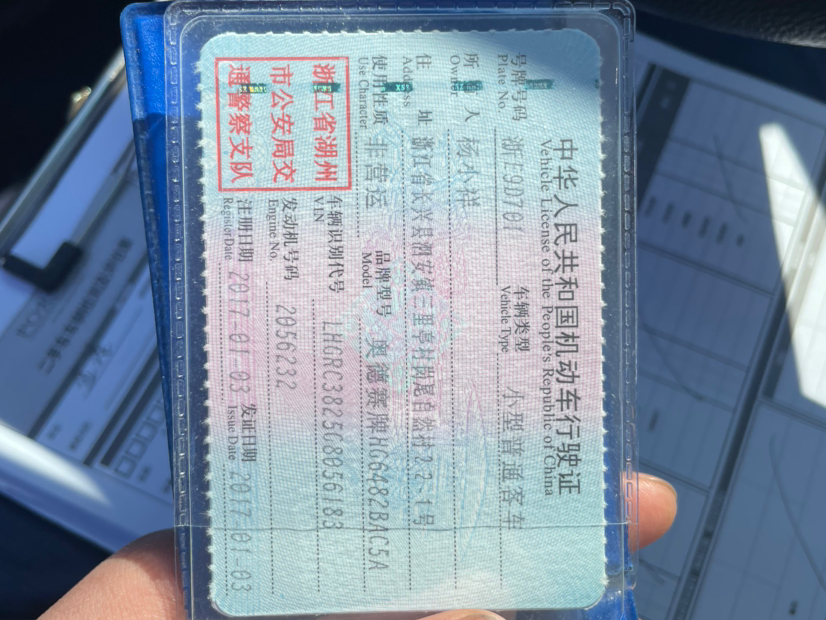 中华人民共和国机动车行驶证
Vehicle License of the People's Republic of China
号牌号码 浙E9D701 车辆类型 小型普通客车
Plate No. Vehicle Type
所 人 杨小祥
Owner
住 址 浙江省长兴县泗安镇三里亭村岗尾自然村22-1号
Address
使用性质 非营运 品牌型号 奥德赛牌HG6482BAC5A
Use Character Model
浙江省湖州
市公安局交
通警察支队
车辆识别代号 LHGRC3825G8056183
VIN
发动机号码 2056232
Engine No.
注册日期 2017-01-03 发证日期 2017-01-03
Register Date Issue Date